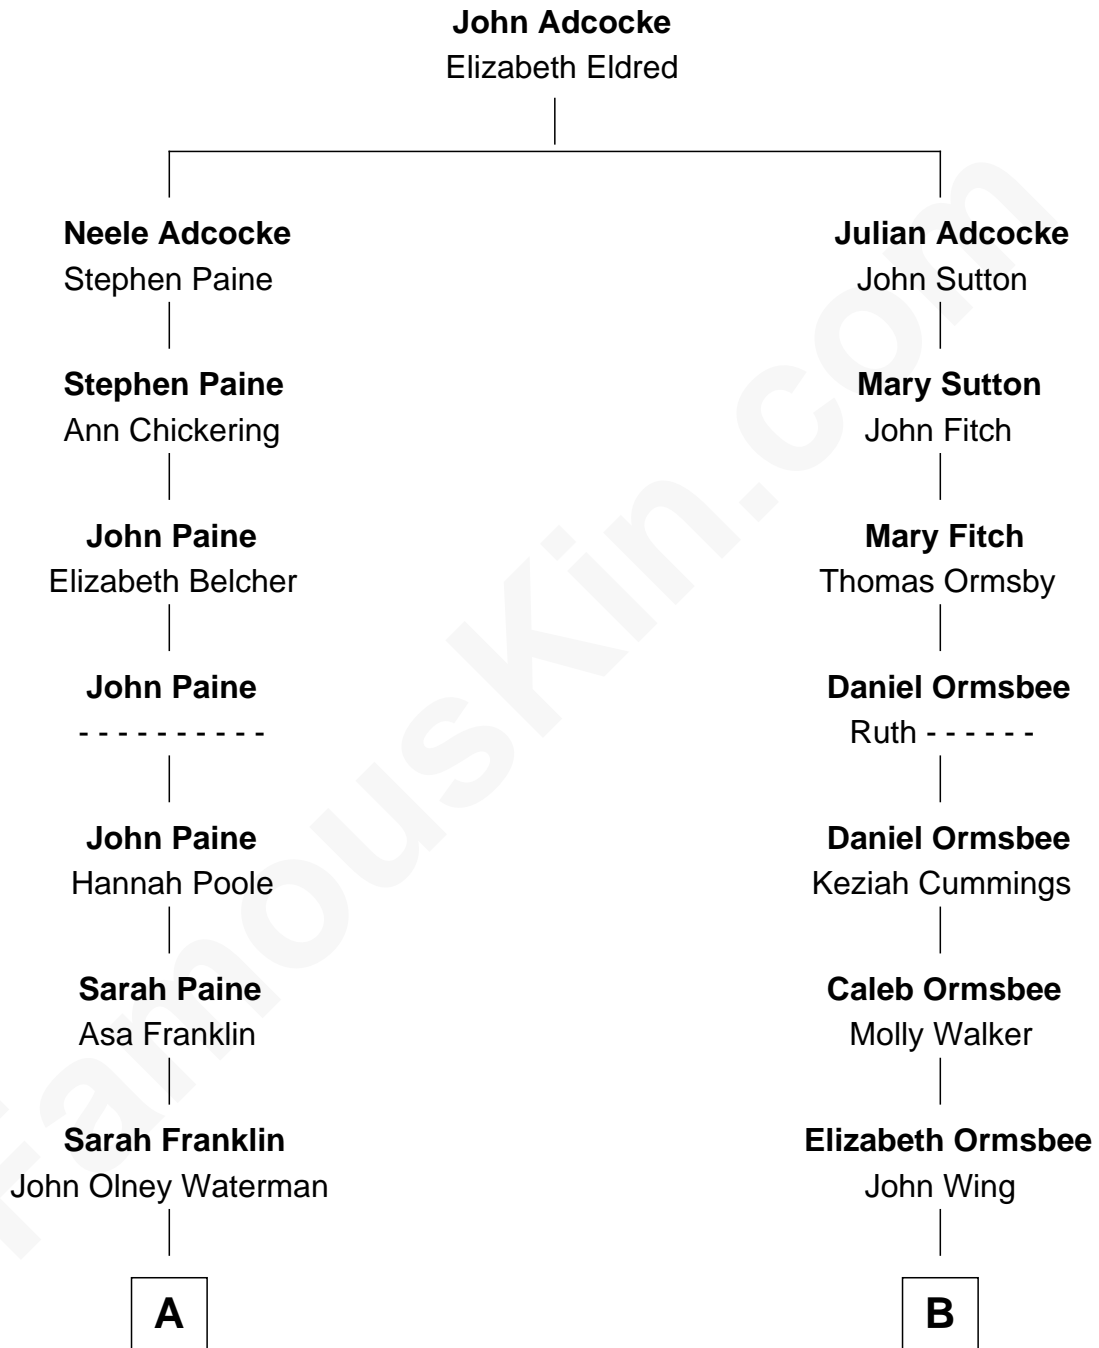 John Adcocke
Elizabeth Eldred
Neele Adcocke
Stephen Paine
Julian Adcocke
John Sutton
Stephen Paine
Ann Chickering
Mary Sutton
John Fitch
John Paine
Elizabeth Belcher
Mary Fitch
Thomas Ormsby
John Paine
- - - - - - - - - -
Daniel Ormsbee
Ruth - - - - - -
John Paine
Hannah Poole
Daniel Ormsbee
Keziah Cummings
Sarah Paine
Asa Franklin
Caleb Ormsbee
Molly Walker
Sarah Franklin
John Olney Waterman
Elizabeth Ormsbee
John Wing
A
B
FamousKin.com